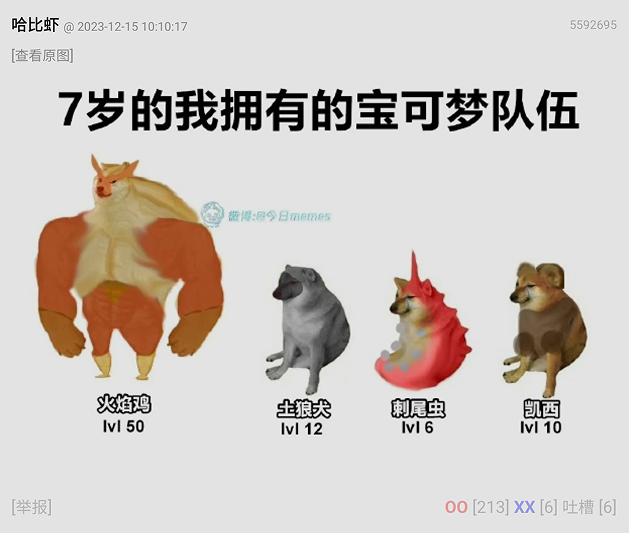 哈比虾 @ 2023-12-15 10:10:17
5592695
[查看原图]
7岁的我拥有的宝可梦队伍
微博:@今日memes
火焰鸡
lvl 50
土狼犬
lvl 12
刺尾虫
lvl 6
凯西
lvl 10
[举报]
OO [213] XX [6] 吐槽 [6]